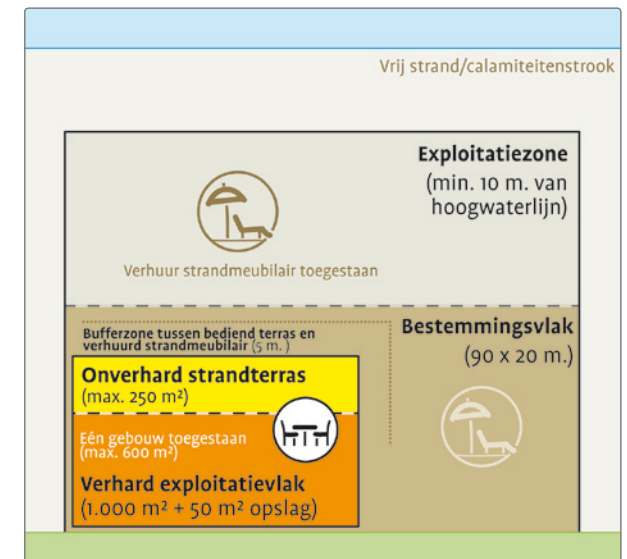 Vrij strand/calamiteitenstrook
Exploitatiezone
(min. 10 m. van
hoogwaterlijn)
Verhuur strandmeubilair toegestaan
Bufferzone tussen bediend terras en
verhuurd strandmeubilair (5 m. )
Bestemmingsvlak
(90 x 20 m.)
Onverhard strandterras
(max. 250 m²)
Eén gebouw toegestaan
(max. 600 m²)
Verhard exploitatievlak
(1.000 m² + 50 m² opslag)